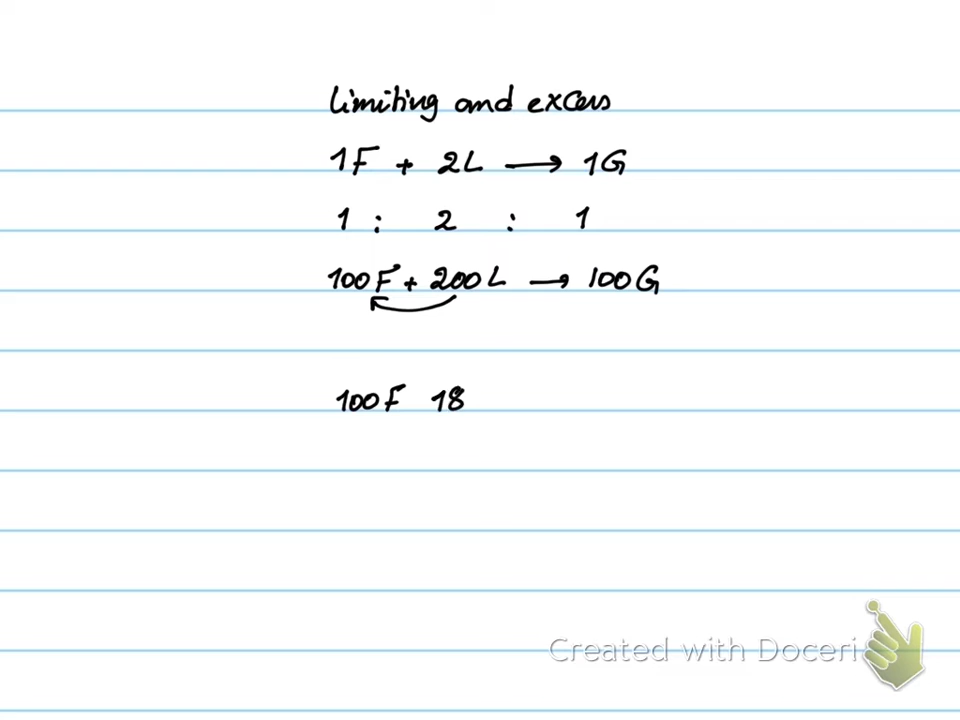 limiting and excess
1F + 2L → 1G
1 : 2 : 1
100F + 200L → 100G
100F 18
Created with Doceri